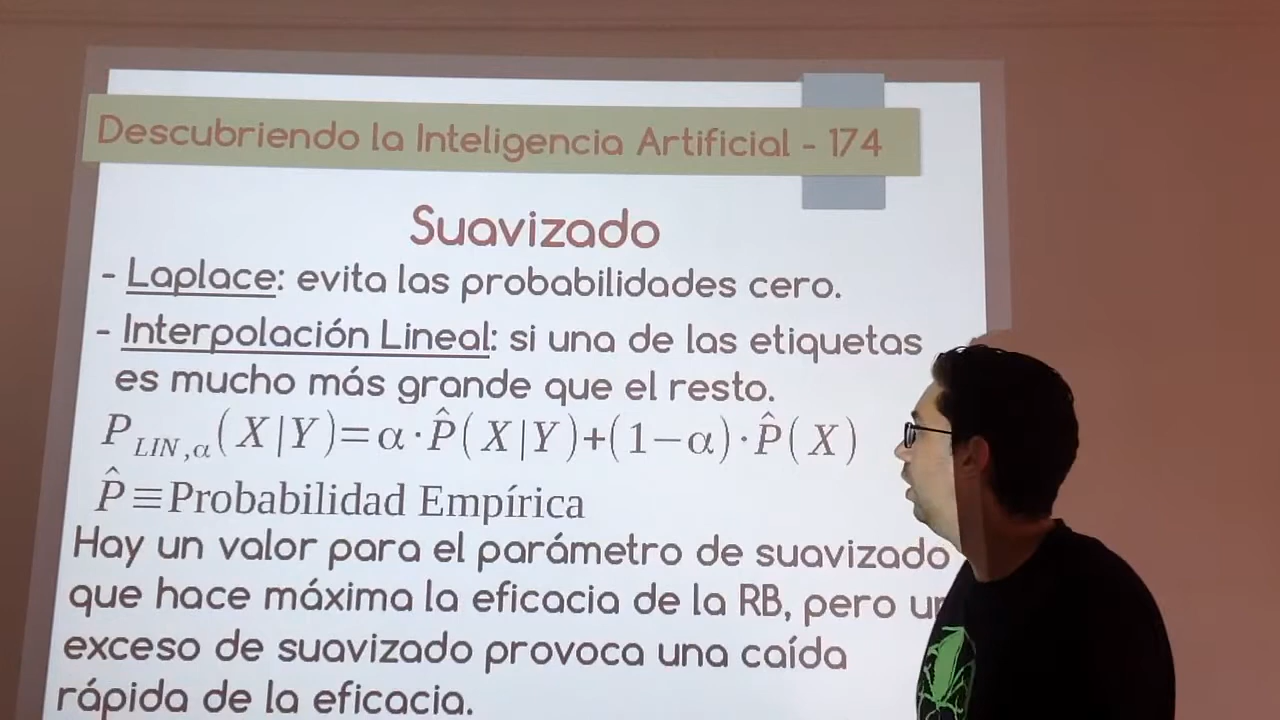 Descubriendo la Inteligencia Artificial - 174
Suavizado
- Laplace: evita las probabilidades cero.
- Interpolación Lineal: si una de las etiquetas
es mucho más grande que el resto.
P_{LIN,α}(X|Y)=α·P̂(X|Y)+(1−α)·P̂(X)
P̂≡Probabilidad Empírica
Hay un valor para el parámetro de suavizado
que hace máxima la eficacia de la RB, pero
exceso de suavizado provoca una caída
rápida de la eficacia.